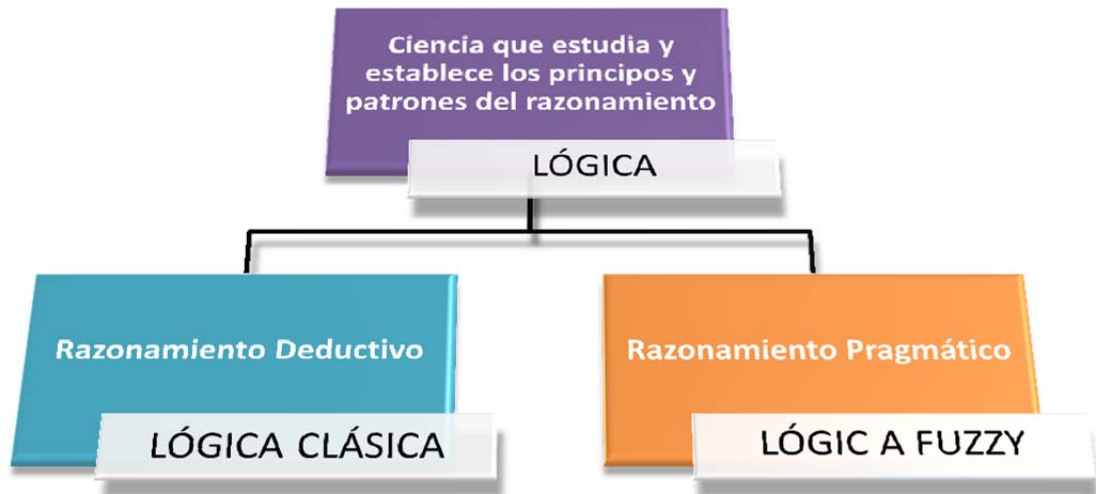 Ciencia que estudia y
establece los principos y
patrones del razonamiento
LÓGICA
Razonamiento Deductivo
LÓGICA CLÁSICA
Razonamiento Pragmático
LÓGIC A FUZZY